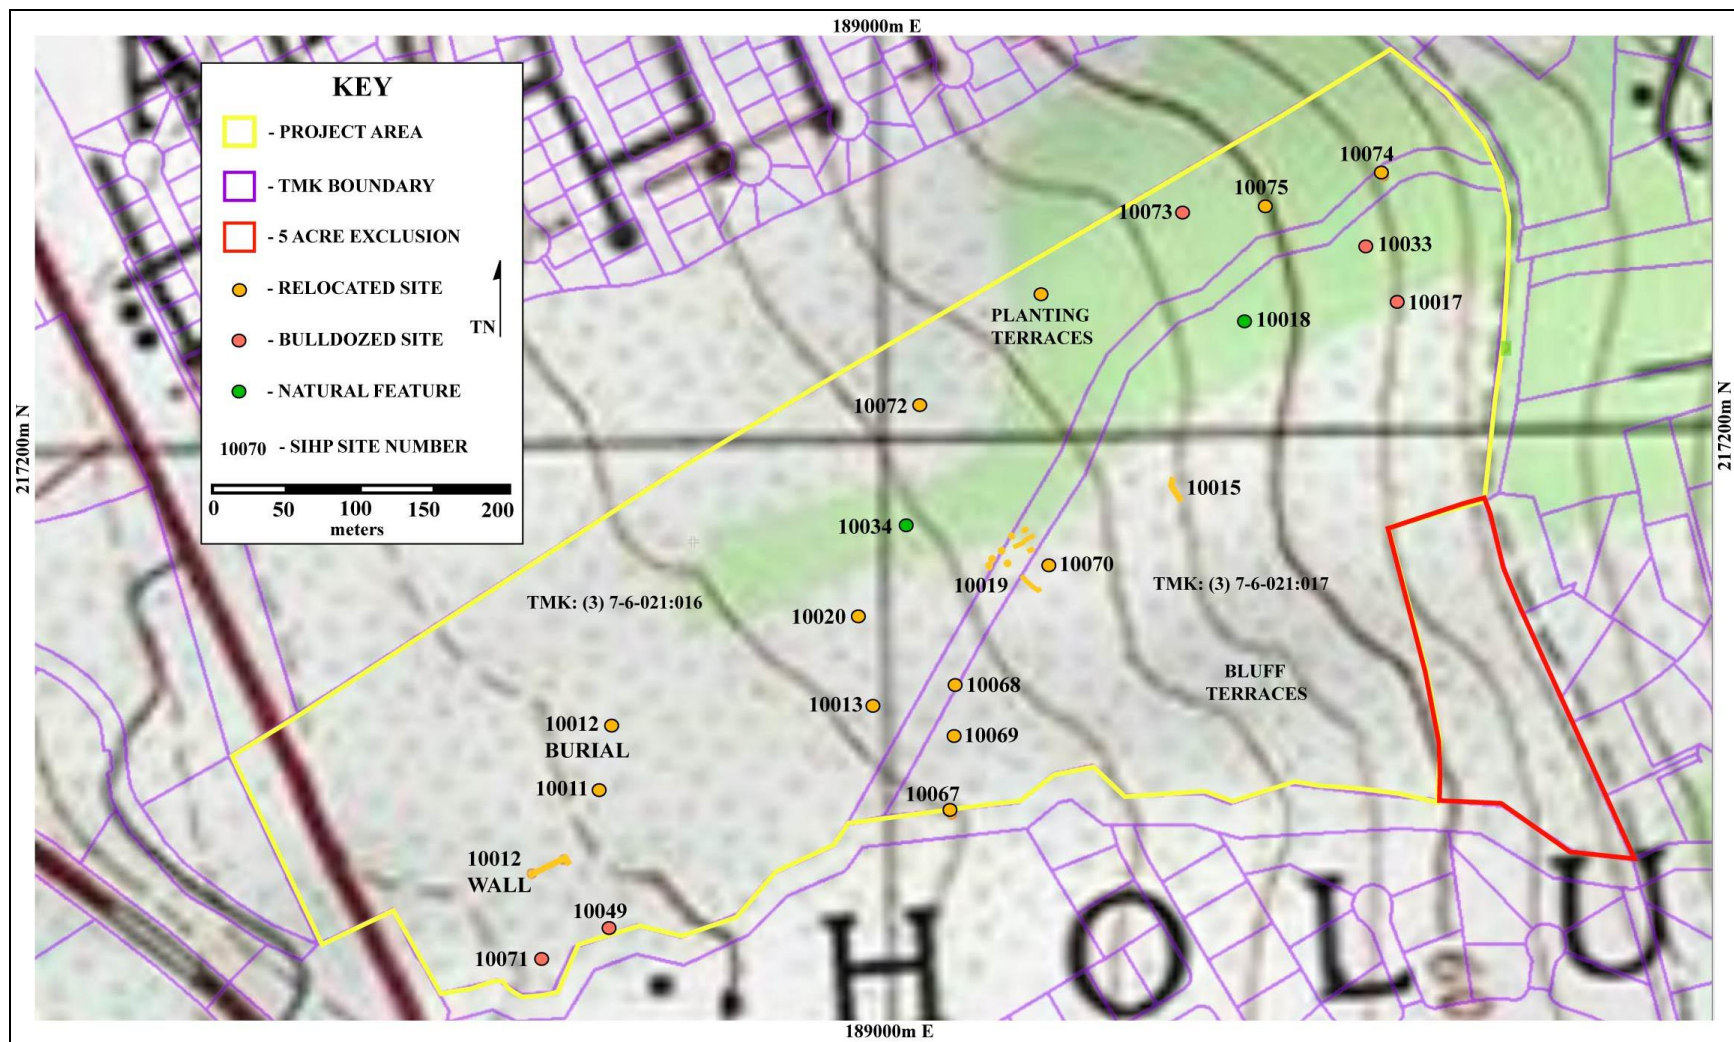 189000m E
KEY
- PROJECT AREA
- TMK BOUNDARY
- 5 ACRE EXCLUSION
- RELOCATED SITE
TN
- BULLDOZED SITE
- NATURAL FEATURE
10070 - SIHP SITE NUMBER
0 50 100 150 200
meters
217200m N
217200m N
10074
10075
10073
10033
10017
10018
PLANTING
TERRACES
10072
10015
10034
10070
10019
TMK: (3) 7-6-021:016
TMK: (3) 7-6-021:017
10020
BLUFF
TERRACES
10068
10013
10069
10012
BURIAL
10011
10067
10012
WALL
10049
10071
HOLU
189000m E